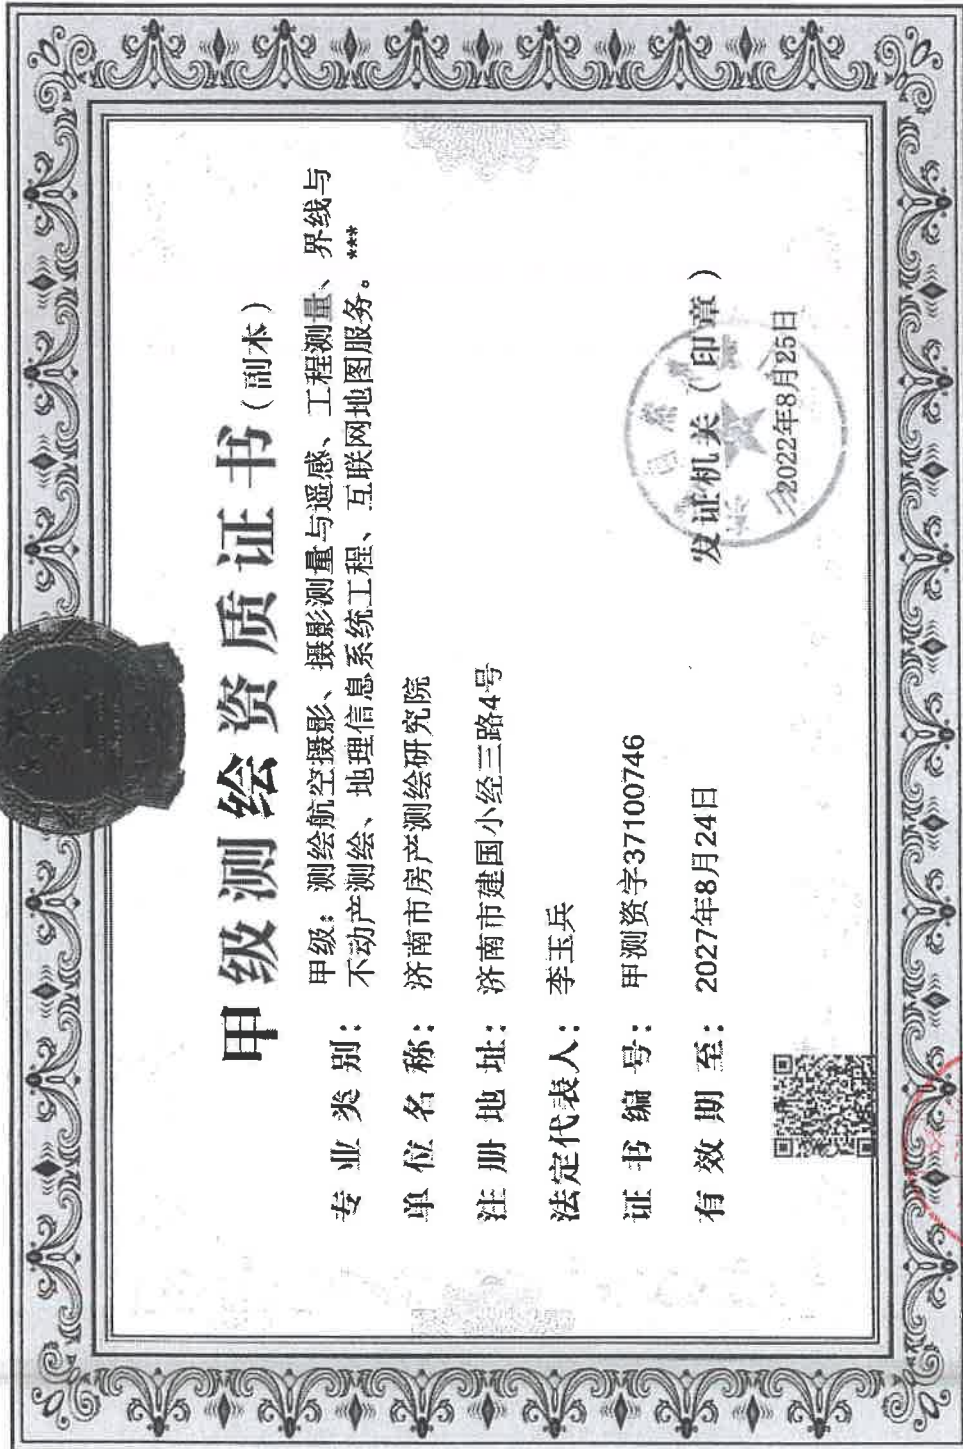 甲级测绘资质证书（副本）
专业类别：甲级：测绘航空摄影、摄影测量与遥感、工程测量、界线与
不动产测绘、地理信息系统工程、互联网地图服务。***
单位名称：济南市房产测绘研究院
注册地址：济南市建国小经三路4号
法定代表人：李玉兵
证书编号：甲测资字37100746
有效期至：2027年8月24日
发证机关（印章）
2022年8月25日